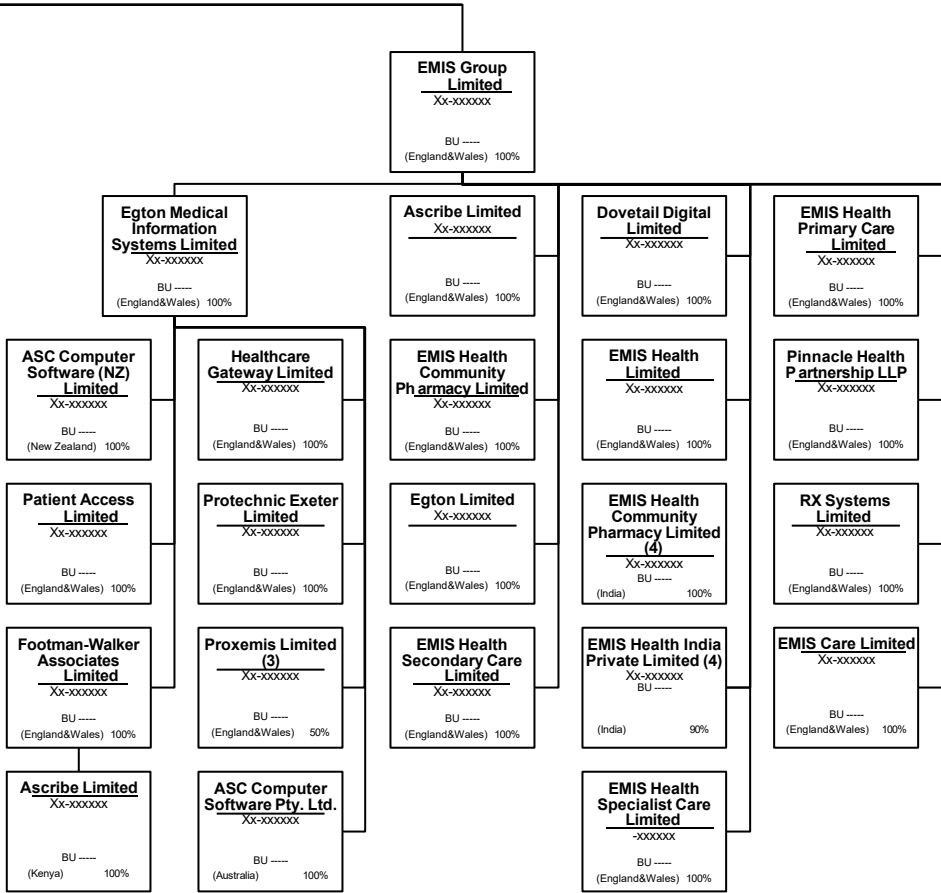 EMIS Group
Limited
Xx-xxxxxx
BU -----
(England&Wales) 100%
Egton Medical
Information
Systems Limited
Xx-xxxxxx
BU -----
(England&Wales) 100%
Ascribe Limited
Xx-xxxxxx
BU -----
(England&Wales) 100%
Dovetail Digital
Limited
Xx-xxxxxx
BU -----
(England&Wales) 100%
EMIS Health
Primary Care
Limited
Xx-xxxxxx
BU -----
(England&Wales) 100%
ASC Computer
Software (NZ)
Limited
Xx-xxxxxx
BU -----
(New Zealand) 100%
Healthcare
Gateway Limited
Xx-xxxxxx
BU -----
(England&Wales) 100%
EMIS Health
Community
Pharmacy Limited
Xx-xxxxxx
BU -----
(England&Wales) 100%
EMIS Health
Limited
Xx-xxxxxx
BU -----
(England&Wales) 100%
Pinnacle Health
Partnership LLP
Xx-xxxxxx
BU -----
(England&Wales) 100%
Patient Access
Limited
Xx-xxxxxx
BU -----
(England&Wales) 100%
Protechnic Exeter
Limited
Xx-xxxxxx
BU -----
(England&Wales) 100%
Egton Limited
Xx-xxxxxx
BU -----
(England&Wales) 100%
EMIS Health
Community
Pharmacy Limited
(4)
Xx-xxxxxx
BU -----
(India) 100%
RX Systems
Limited
Xx-xxxxxx
BU -----
(England&Wales) 100%
Footman-Walker
Associates
Limited
Xx-xxxxxx
BU -----
(England&Wales) 100%
Proxemis Limited
(3)
Xx-xxxxxx
BU -----
(England&Wales) 50%
EMIS Health
Secondary Care
Limited
Xx-xxxxxx
BU -----
(England&Wales) 100%
EMIS Health India
Private Limited (4)
Xx-xxxxxx
BU -----
(India) 90%
EMIS Care Limited
Xx-xxxxxx
BU -----
(England&Wales) 100%
Ascribe Limited
Xx-xxxxxx
BU -----
(Kenya) 100%
ASC Computer
Software Pty. Ltd.
Xx-xxxxxx
BU -----
(Australia) 100%
EMIS Health
Specialist Care
Limited
-xxxxxx
BU -----
(England&Wales) 100%